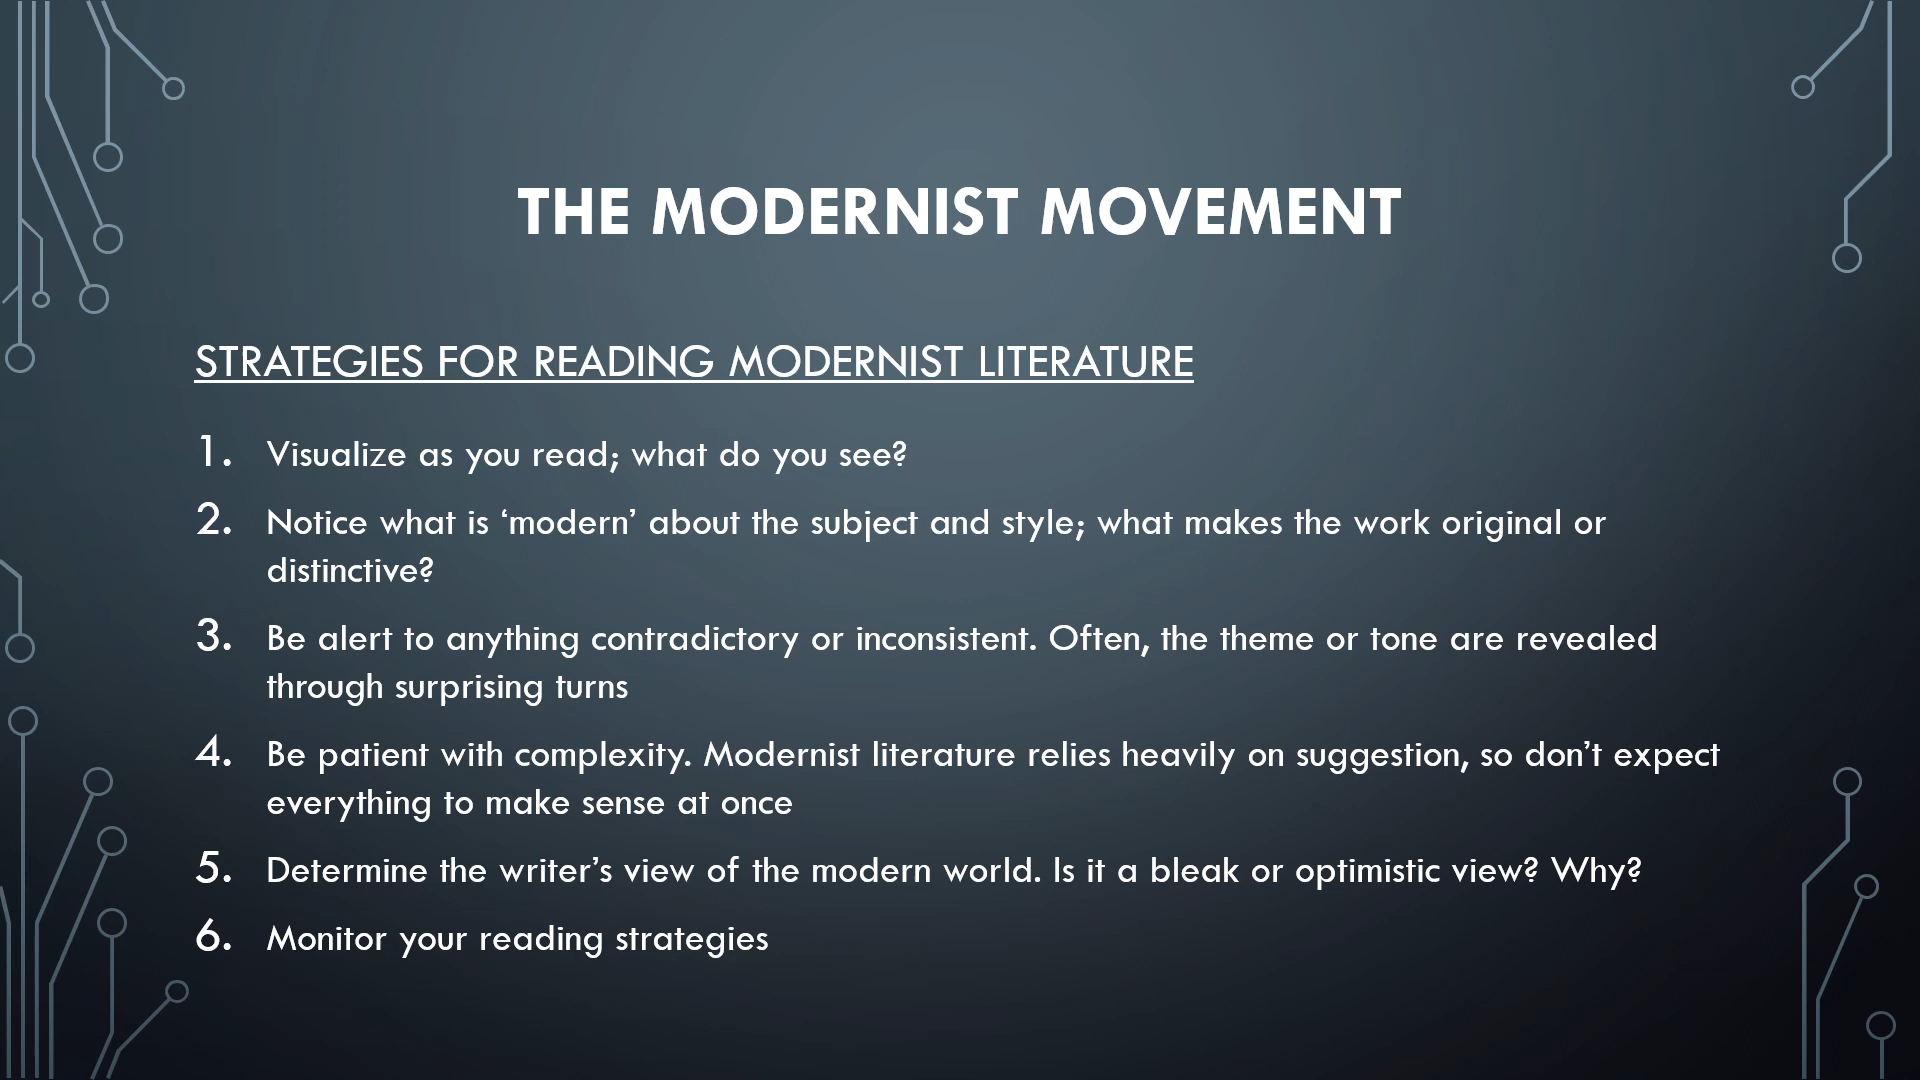 THE MODERNIST MOVEMENT
STRATEGIES FOR READING MODERNIST LITERATURE
1. Visualize as you read; what do you see?
2. Notice what is ‘modern’ about the subject and style; what makes the work original or
distinctive?
3. Be alert to anything contradictory or inconsistent. Often, the theme or tone are revealed
through surprising turns
4. Be patient with complexity. Modernist literature relies heavily on suggestion, so don’t expect
everything to make sense at once
5. Determine the writer’s view of the modern world. Is it a bleak or optimistic view? Why?
6. Monitor your reading strategies